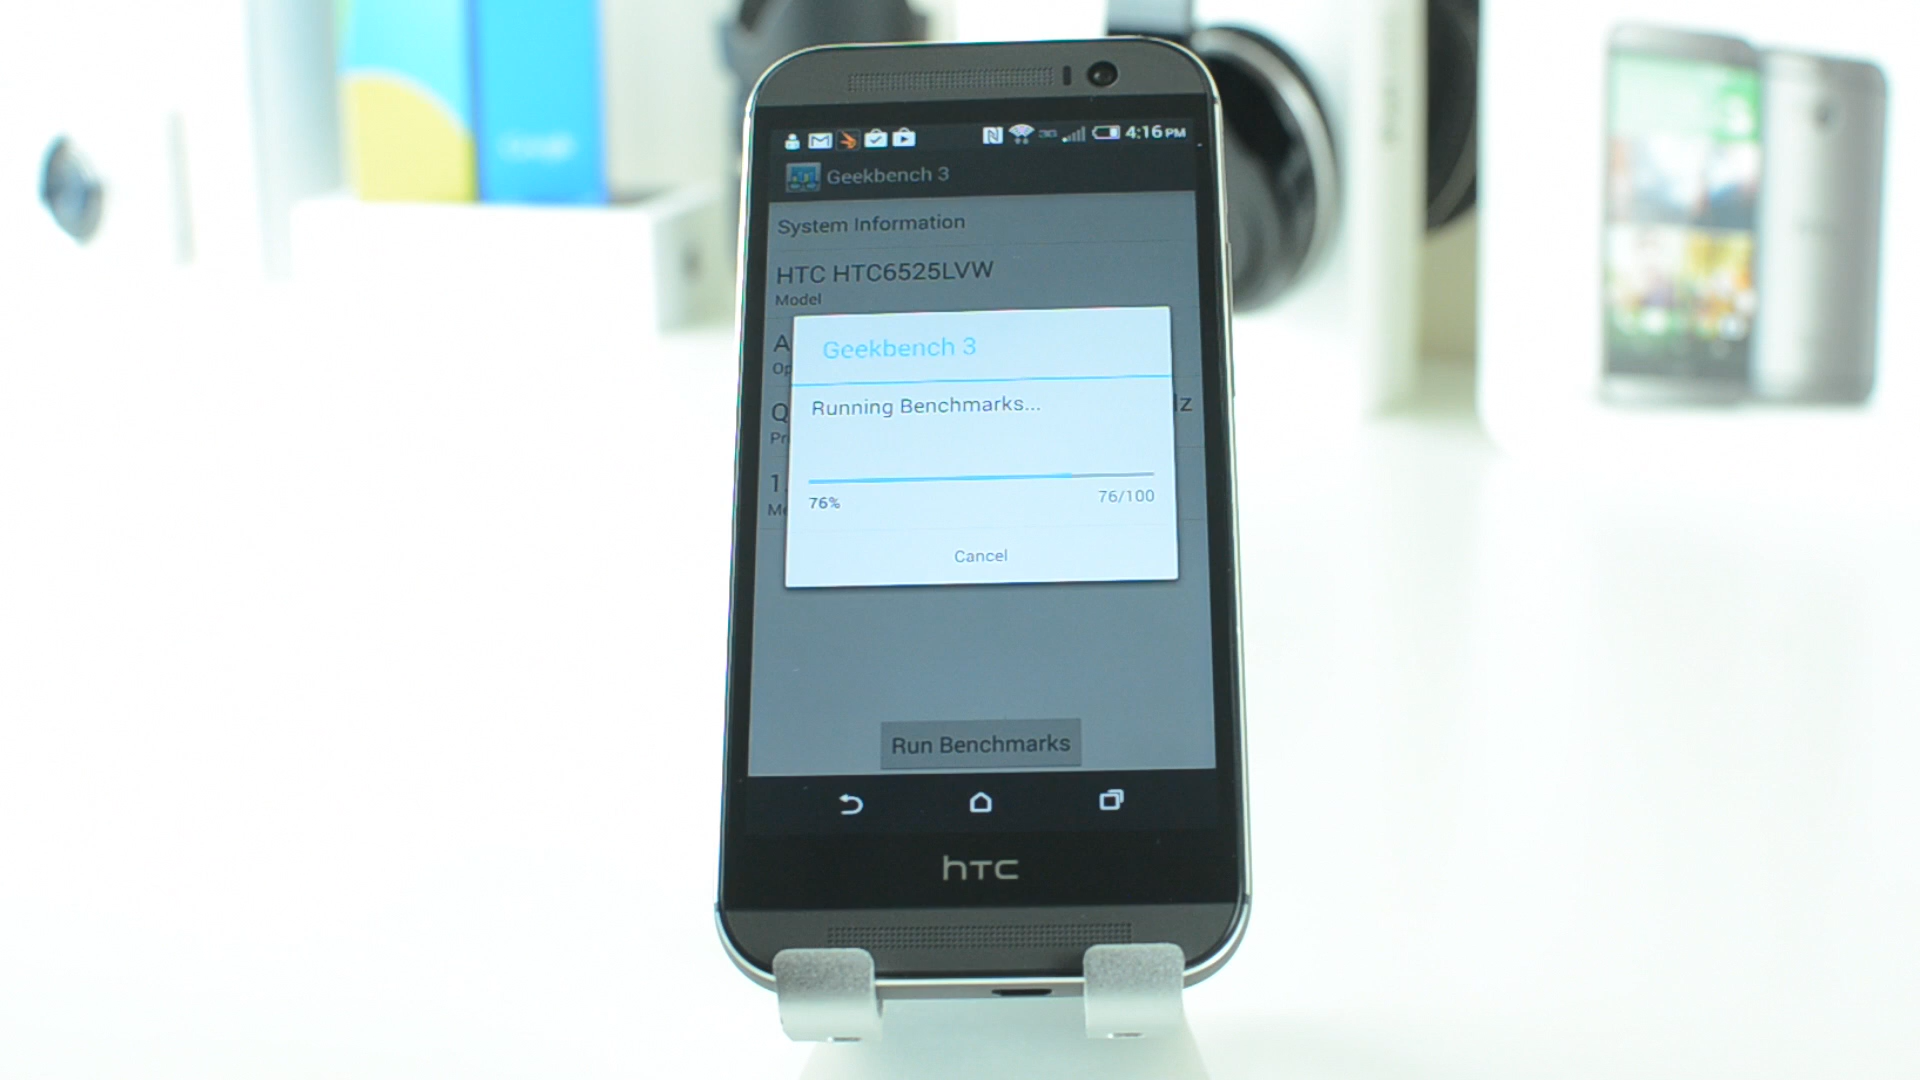 4:16 PM
Geekbench 3
System Information
HTC HTC6525LVW
Model
Geekbench 3
Running Benchmarks...
76%
76/100
Cancel
Run Benchmarks
hTC
Google